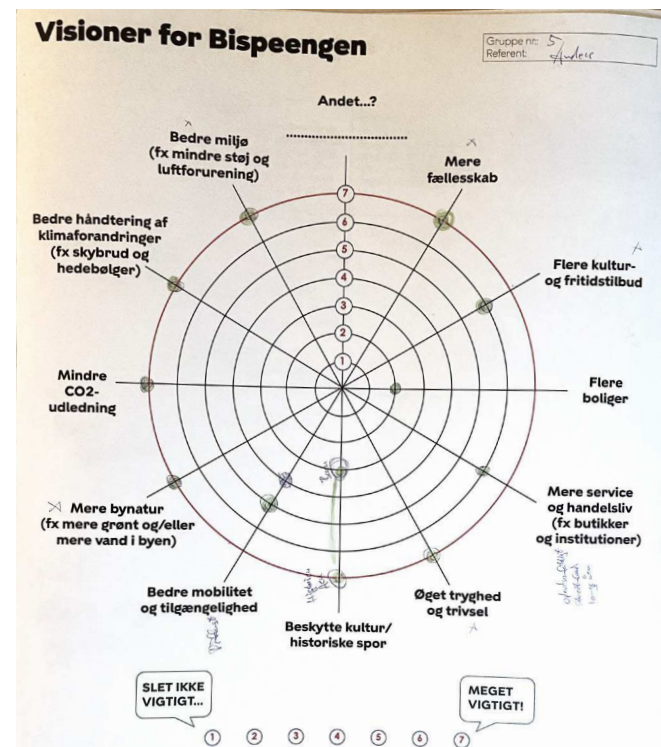 Visioner for Bispeengen
Gruppe nr: 5
Referent:
Andet...?
Bedre miljø
(fx mindre støj og
luftforurening)
Mere
fællesskab
Bedre håndtering af
klimaforandringer
(fx skybrud og
hedebølger)
Flere kultur-
og fritidstilbud
7
6
5
4
3
2
1
Mindre
CO2-
udledning
Flere
boliger
Mere bynatur
(fx mere grønt og/eller
mere vand i byen)
Mere service
og handelsliv
(fx butikker
og institutioner)
Bedre mobilitet
og tilgængelighed
Øget tryghed
og trivsel
Beskytte kultur/
historiske spor
SLET IKKE
VIGTIGT...
MEGET
VIGTIGT!
1 2 3 4 5 6 7